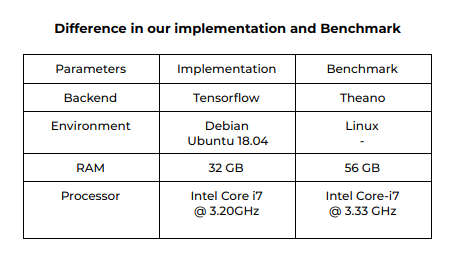 Difference in our implementation and Benchmark
Parameters Implementation Benchmark
Backend Tensorflow Theano
Environment Debian Linux
Ubuntu 18.04 -
RAM 32 GB 56 GB
Processor Intel Core i7 Intel Core-i7
@ 3.20GHz @ 3.33 GHz